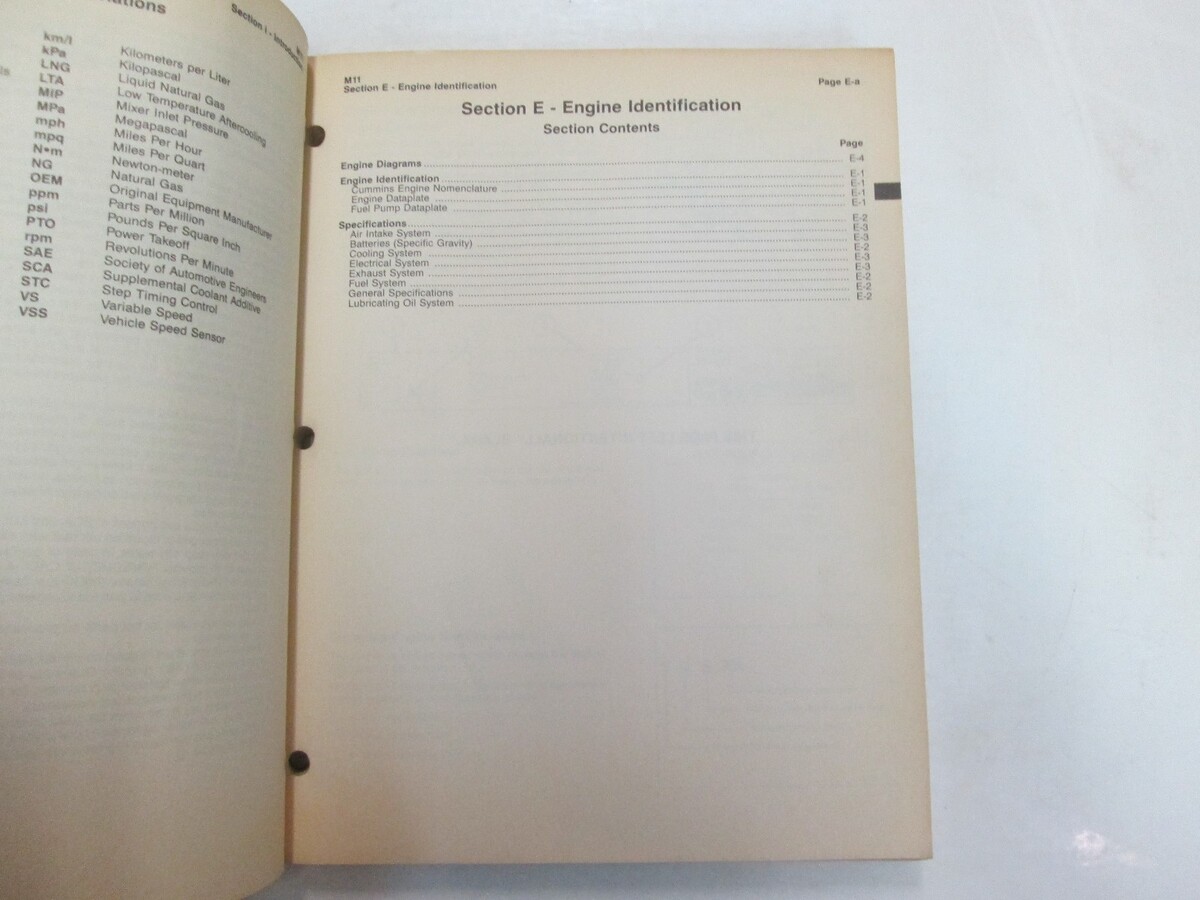 Section I - Introduction
km/l Kilometers per Liter
kPa Kilopascal
LNG Liquid Natural Gas
LTA Low Temperature Aftercooling
MIP Mixer Inlet Pressure
MPa Megapascal
mph Miles Per Hour
mpq Miles Per Quart
N•m Newton-meter
NG Natural Gas
OEM Original Equipment Manufacturer
ppm Parts Per Million
psi Pounds Per Square Inch
PTO Power Takeoff
rpm Revolutions Per Minute
SAE Society of Automotive Engineers
SCA Supplemental Coolant Additive
STC Step Timing Control
VS Variable Speed
VSS Vehicle Speed Sensor
M11
Section E - Engine Identification Page E-a
Section E - Engine Identification
Section Contents
Page
Engine Diagrams E-4
Engine Identification E-1
Cummins Engine Nomenclature E-1
Engine Dataplate E-1
Fuel Pump Dataplate E-1
Specifications E-2
Air Intake System E-3
Batteries (Specific Gravity) E-3
Cooling System E-2
Electrical System E-3
Exhaust System E-3
Fuel System E-2
General Specifications E-2
Lubricating Oil System E-2